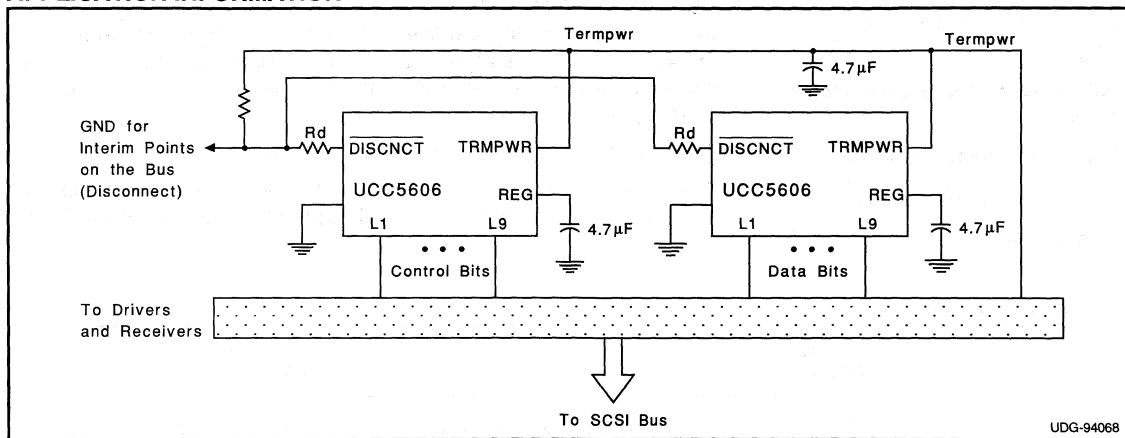 APPLICATION INFORMATION
Termpwr
Termpwr
4.7µF
GND for
Interim Points
on the Bus
(Disconnect)
Rd
DISCNCT
TRMPWR
UCC5606
REG
L1
L9
4.7µF
Control Bits
Rd
DISCNCT
TRMPWR
UCC5606
REG
L1
L9
4.7µF
Data Bits
To Drivers
and Receivers
To SCSI Bus
UDG-94068